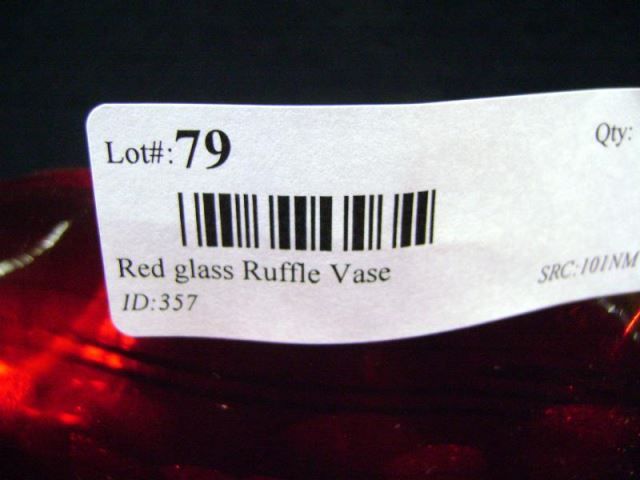 Lot#:79
Qty:
Red glass Ruffle Vase
SRC:101NM
ID:357